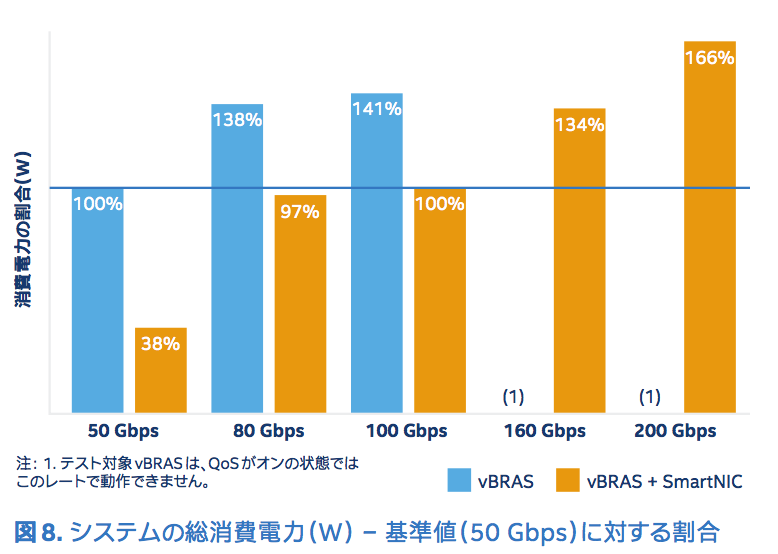 消費電力の割合(W)
100%
38%
138%
97%
141%
100%
(1)
134%
(1)
166%
50 Gbps
80 Gbps
100 Gbps
160 Gbps
200 Gbps
注: 1. テスト対象vBRASは、QoSがオンの状態では
このレートで動作できません。
vBRAS
vBRAS + SmartNIC
図8. システムの総消費電力(W) – 基準値(50 Gbps)に対する割合